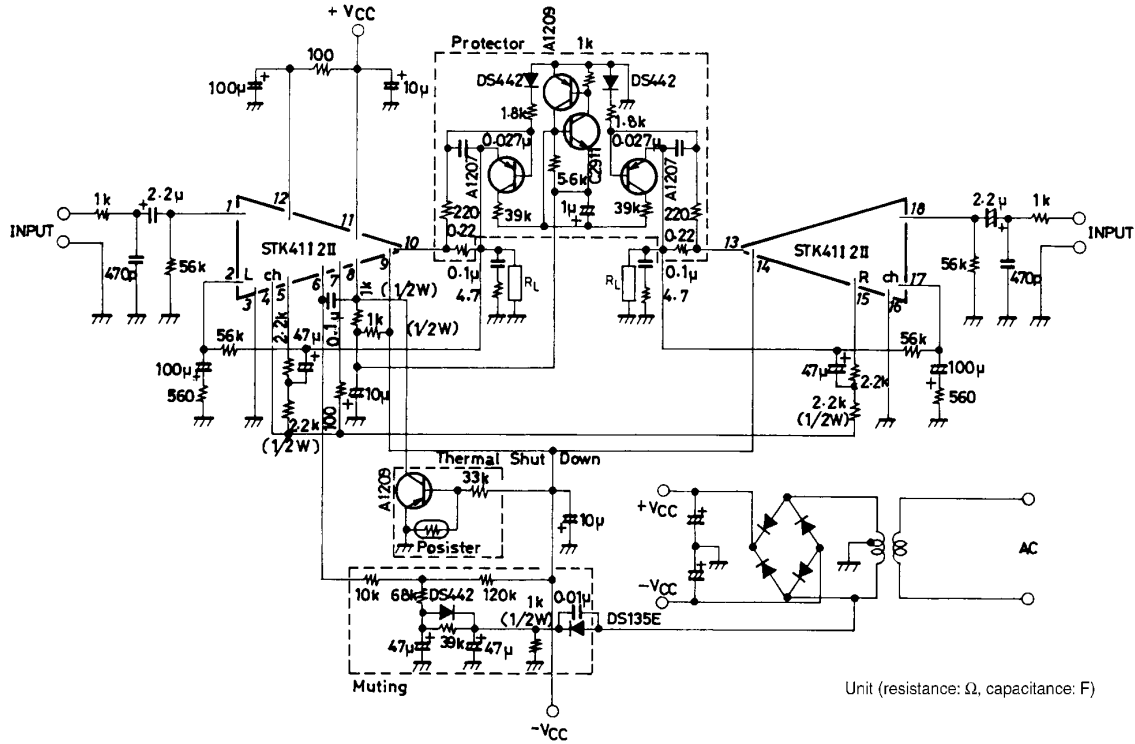 + VCC
100
100μ
+
10μ
Protector
A1209
1k
DS442
DS442
1.8k
1.8k
0.027μ
0.027μ
A1207
C2911
A1207
5.6k
39k
1μ
39k
220
220
0.22
0.22
INPUT
1k
2.2μ
+
470p
56k
1
2
3
4
5
6
7
8
9
10
11
12
STK4112II
L ch
13
14
15
16
17
18
STK4112II
R ch
2.2μ
+
1k
INPUT
56k
470p
0.1μ
4.7
RL
RL
0.1μ
4.7
1k
(1/2W)
1k
(1/2W)
0.1μ
2.2k
47μ
+
56k
100μ
+
560
2.2k
(1/2W)
100
10μ
+
56k
47μ
+
2.2k
2.2k
(1/2W)
100μ
+
560
Thermal Shut Down
A1209
33k
Posister
10μ
+
+VCC
-VCC
AC
10k
68k
DS442
120k
1k
(1/2W)
0.01μ
DS135E
39k
47μ
+
47μ
+
Muting
-VCC
Unit (resistance: Ω, capacitance: F)